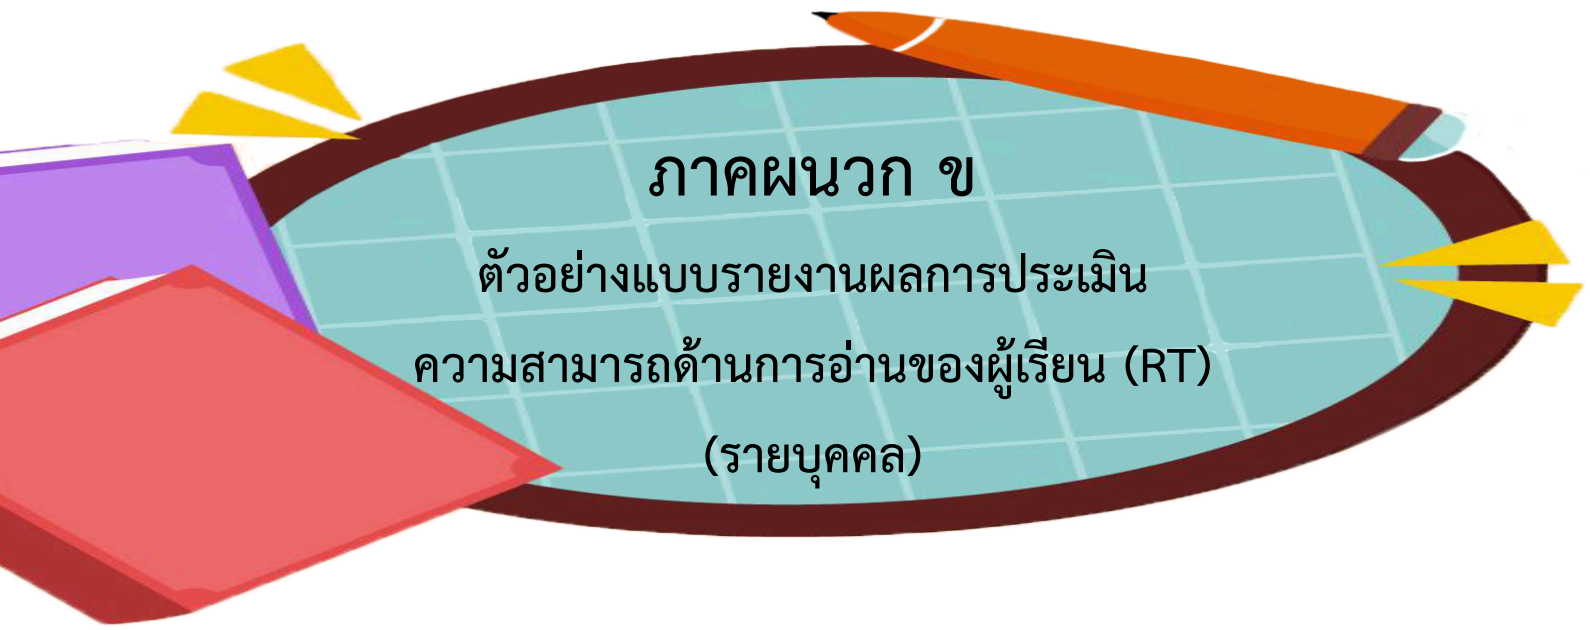 ภาคผนวก ข
ตัวอย่างแบบรายงานผลการประเมิน
ความสามารถด้านการอ่านของผู้เรียน (RT)
(รายบุคคล)